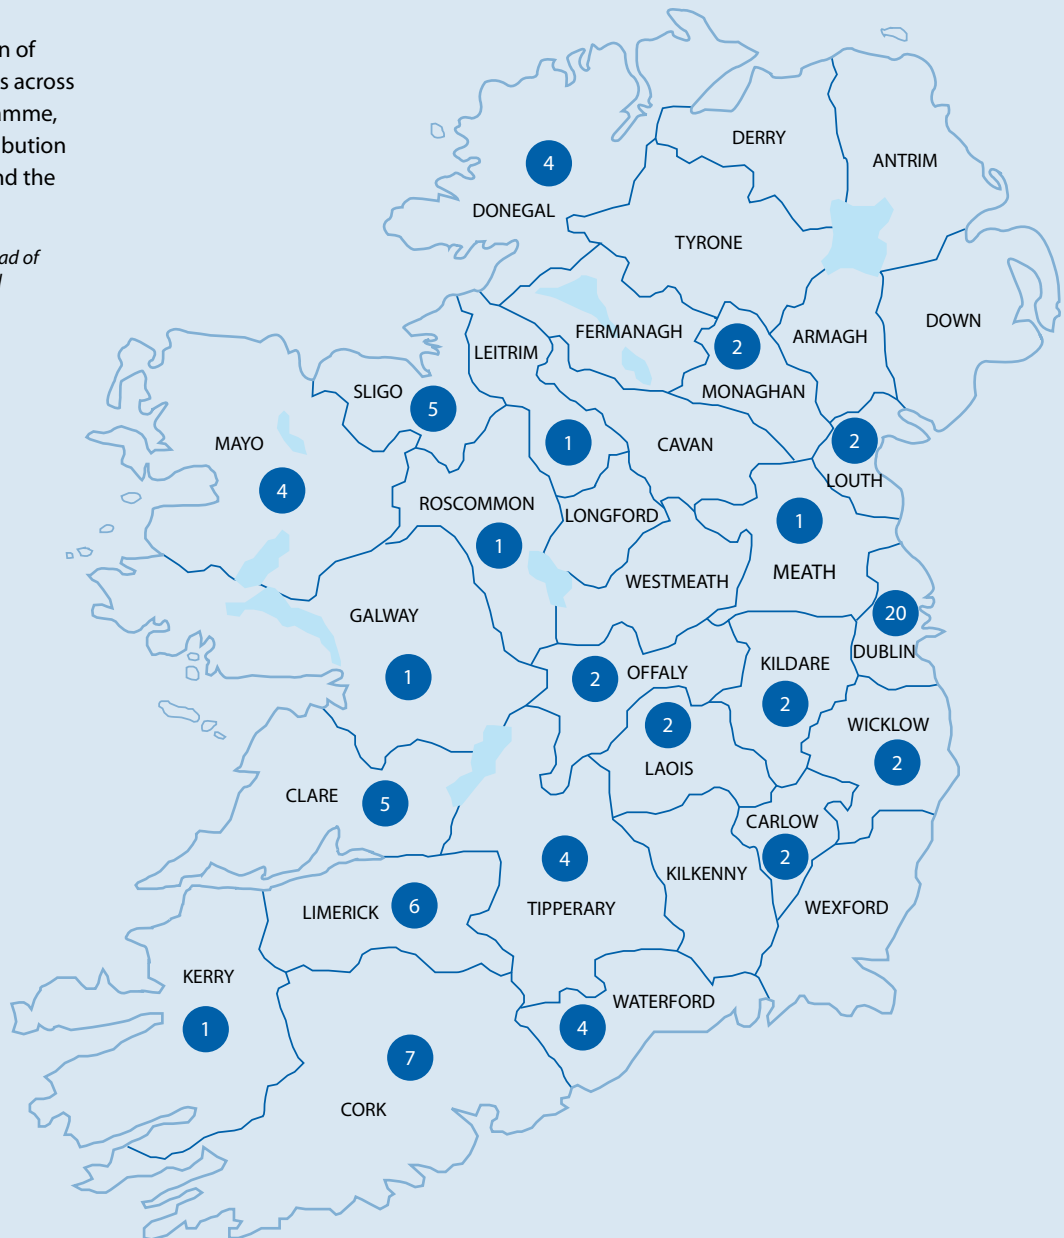 n of
s across
amme,
bution
nd the
ad of
DERRY
ANTRIM
4
DONEGAL
TYRONE
DOWN
FERMANAGH
2
ARMAGH
LEITRIM
MONAGHAN
SLIGO
5
MAYO
1
CAVAN
2
4
LOUTH
ROSCOMMON
LONGFORD
1
1
WESTMEATH
MEATH
GALWAY
20
DUBLIN
KILDARE
OFFALY
2
1
2
2
WICKLOW
2
LAOIS
CLARE
5
CARLOW
2
4
KILKENNY
LIMERICK
6
TIPPERARY
WEXFORD
KERRY
WATERFORD
1
4
7
CORK